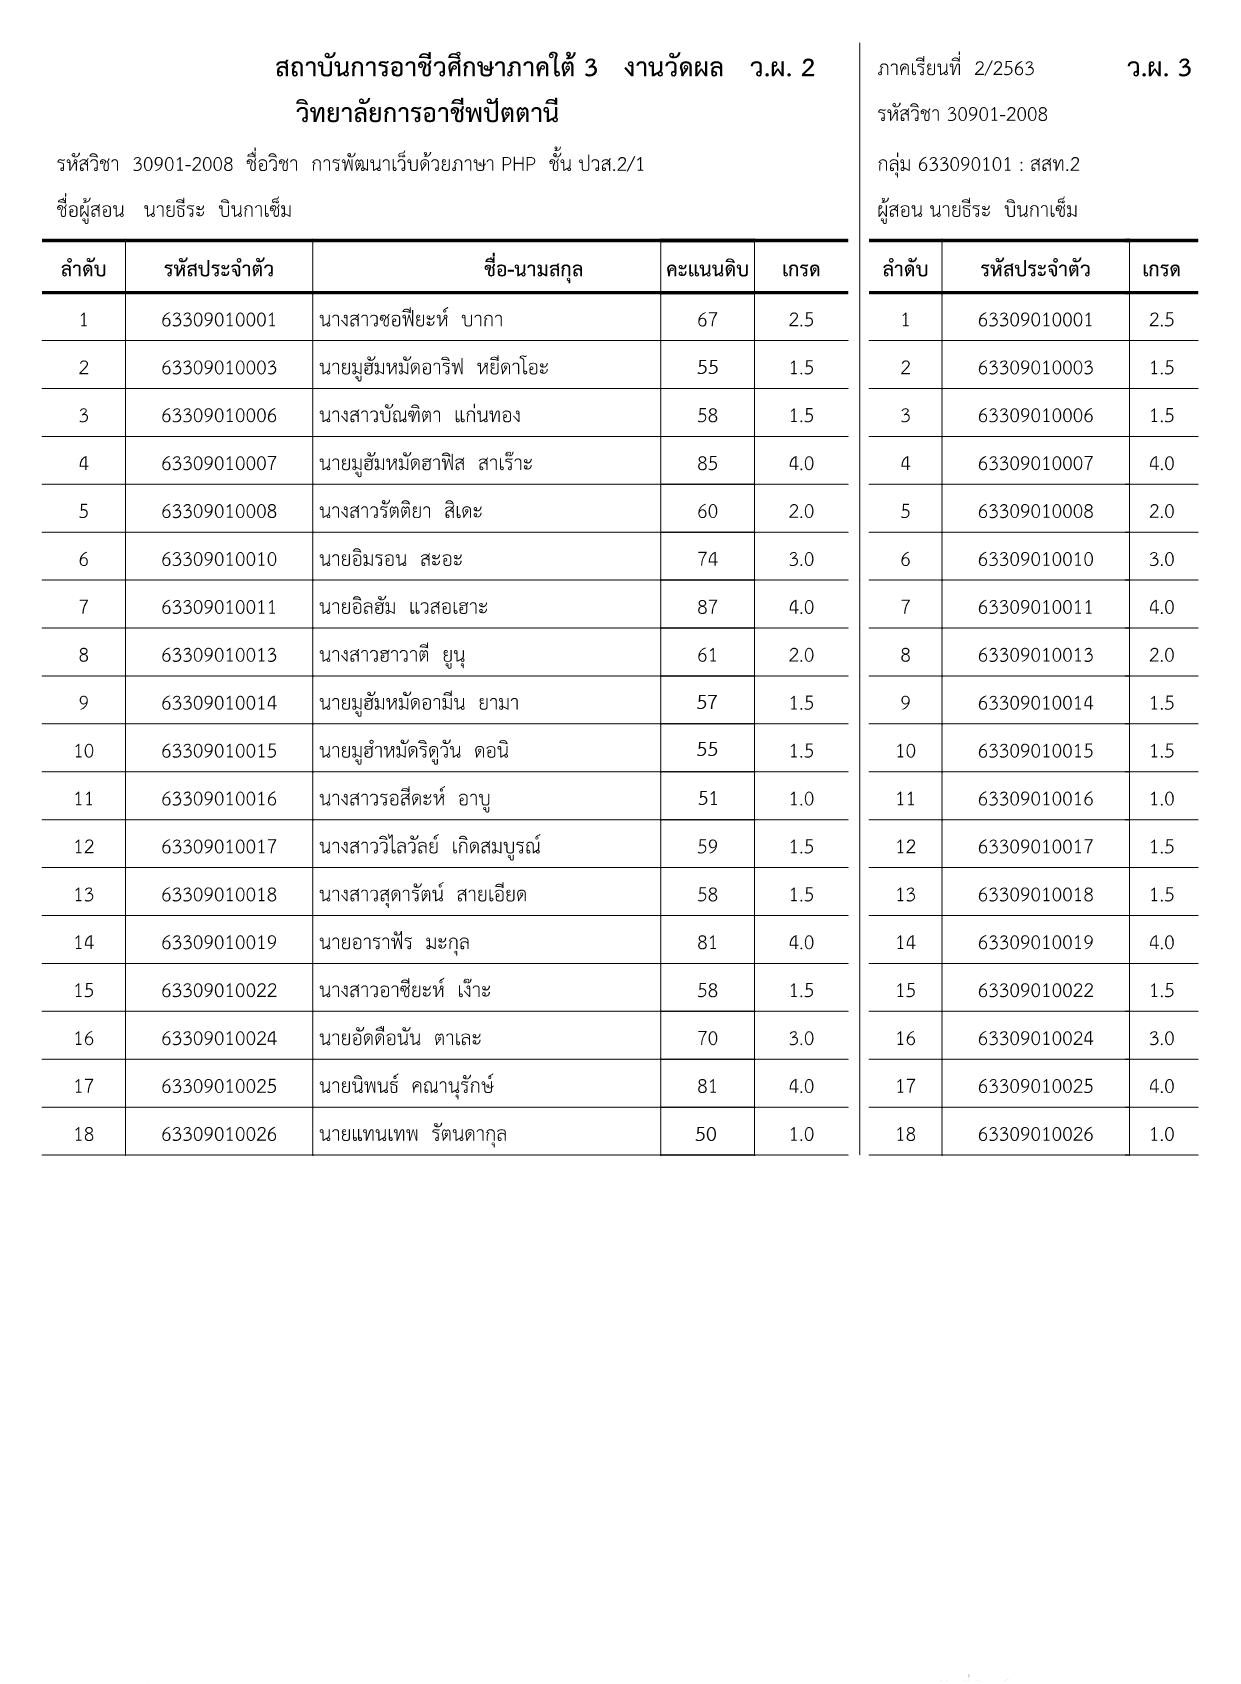 สถาบันการอาชีวศึกษาภาคใต้ 3 งานวัดผล ว.ผ. 2
วิทยาลัยการอาชีพปัตตานี
รหัสวิชา 30901-2008 ชื่อวิชา การพัฒนาเว็บด้วยภาษา PHP ชั้น ปวส.2/1
ชื่อผู้สอน นายธีระ บินกาเซ็ม
ลำดับ รหัสประจำตัว ชื่อ-นามสกุล คะแนนดิบ เกรด
1 63309010001 นางสาวซอฟียะห์ บากา 67 2.5
2 63309010003 นายมูฮัมหมัดอาริฟ หยีดาโอะ 55 1.5
3 63309010006 นางสาวบัณฑิตา แก่นทอง 58 1.5
4 63309010007 นายมูฮัมหมัดฮาฟิส สาเร๊าะ 85 4.0
5 63309010008 นางสาวรัตติยา สิเดะ 60 2.0
6 63309010010 นายอิมรอน สะอะ 74 3.0
7 63309010011 นายอิลฮัม แวสอเฮาะ 87 4.0
8 63309010013 นางสาวฮาวาตี ยูนุ 61 2.0
9 63309010014 นายมูฮัมหมัดอามีน ยามา 57 1.5
10 63309010015 นายมูฮำหมัดริดูวัน ดอนิ 55 1.5
11 63309010016 นางสาวรอสีดะห์ อาบู 51 1.0
12 63309010017 นางสาววิไลวัลย์ เกิดสมบูรณ์ 59 1.5
13 63309010018 นางสาวสุดารัตน์ สายเอียด 58 1.5
14 63309010019 นายอาราฟัร มะกุล 81 4.0
15 63309010022 นางสาวอาซียะห์ เง๊าะ 58 1.5
16 63309010024 นายอัดดือนัน ตาเละ 70 3.0
17 63309010025 นายนิพนธ์ คณานุรักษ์ 81 4.0
18 63309010026 นายแทนเทพ รัตนดากุล 50 1.0
ภาคเรียนที่ 2/2563 ว.ผ. 3
รหัสวิชา 30901-2008
กลุ่ม 633090101 : สสท.2
ผู้สอน นายธีระ บินกาเซ็ม
ลำดับ รหัสประจำตัว เกรด
1 63309010001 2.5
2 63309010003 1.5
3 63309010006 1.5
4 63309010007 4.0
5 63309010008 2.0
6 63309010010 3.0
7 63309010011 4.0
8 63309010013 2.0
9 63309010014 1.5
10 63309010015 1.5
11 63309010016 1.0
12 63309010017 1.5
13 63309010018 1.5
14 63309010019 4.0
15 63309010022 1.5
16 63309010024 3.0
17 63309010025 4.0
18 63309010026 1.0